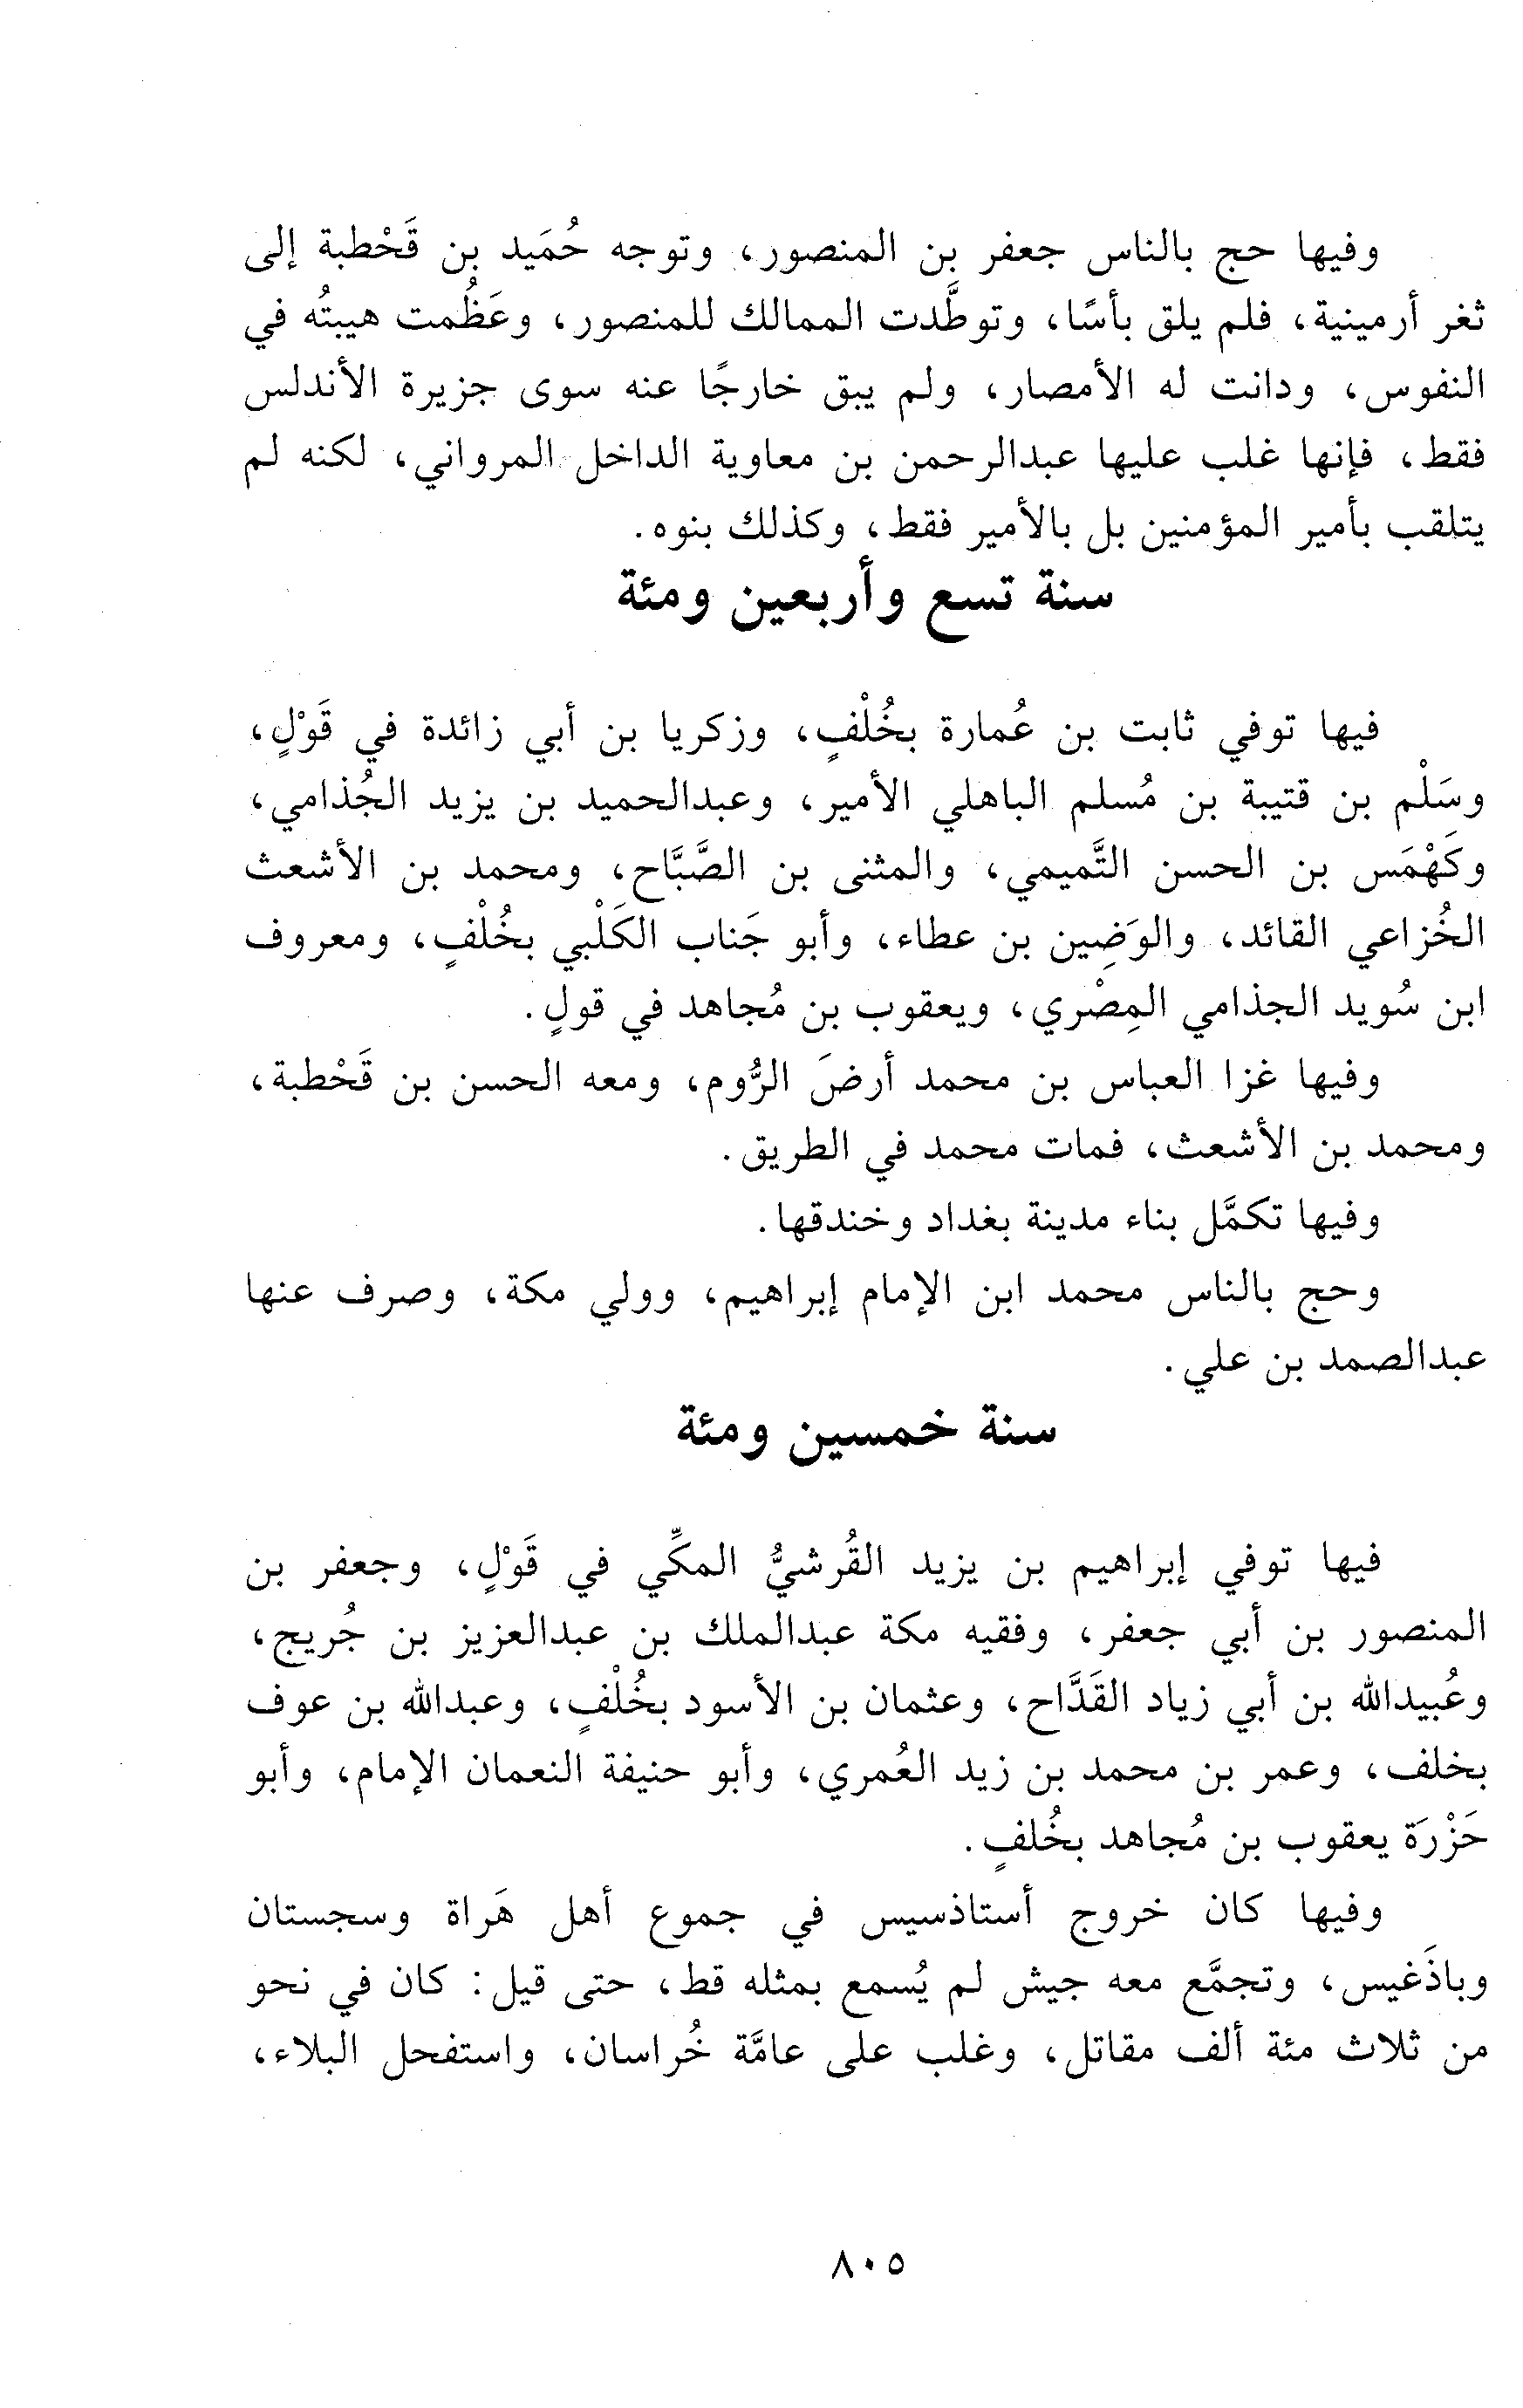 وفيها حج بالناس جعفر بن المنصور، وتوجه حُمَيد بن قَحْطبة إلى
ثغر أرمينية، فلم يلق بأسًا، وتوطَّدت الممالك للمنصور، وعَظُمت هيبتُه في
النفوس، ودانت له الأمصار، ولم يبق خارجًا عنه سوى جزيرة الأندلس
فقط، فإنها غلب عليها عبدالرحمن بن معاوية الداخل المرواني، لكنه لم
يتلقب بأمير المؤمنين بل بالأمير فقط، وكذلك بنوه.
سنة تسع وأربعين ومئة
فيها توفي ثابت بن عُمارة بخُلْفٍ، وزكريا بن أبي زائدة في قَوْلٍ،
وسَلْم بن قتيبة بن مُسلم الباهلي الأمير، وعبدالحميد بن يزيد الجُذامي،
وكَهْمَس بن الحسن التَّميمي، والمثنى بن الصَّبَّاح، ومحمد بن الأشعث
الخُزاعي القائد، والوَضِين بن عطاء، وأبو جَناب الكَلْبي بخُلْفٍ، ومعروف
ابن سُويد الجذامي المِصْري، ويعقوب بن مُجاهد في قولٍ.
وفيها غزا العباس بن محمد أرضَ الرُّوم، ومعه الحسن بن قَحْطبة،
ومحمد بن الأشعث، فمات محمد في الطريق.
وفيها تكمَّل بناء مدينة بغداد وخندقها.
وحج بالناس محمد ابن الإمام إبراهيم، وولي مكة، وصرف عنها
عبدالصمد بن علي.
سنة خمسين ومئة
فيها توفي إبراهيم بن يزيد القُرشيُّ المكِّي في قَوْلٍ، وجعفر بن
المنصور بن أبي جعفر، وفقيه مكة عبدالملك بن عبدالعزيز بن جُريج،
وعُبيدالله بن أبي زياد القَدَّاح، وعثمان بن الأسود بخُلْفٍ، وعبدالله بن عوف
بخلف، وعمر بن محمد بن زيد العُمري، وأبو حنيفة النعمان الإمام، وأبو
حَزْرَة يعقوب بن مُجاهد بخُلفٍ.
وفيها كان خروج أستاذسيس في جموع أهل هَراة وسجستان
وباذَغيس، وتجمَّع معه جيش لم يُسمع بمثله قط، حتى قيل: كان في نحو
من ثلاث مئة ألف مقاتل، وغلب على عامَّة خُراسان، واستفحل البلاء،
٨٠٥